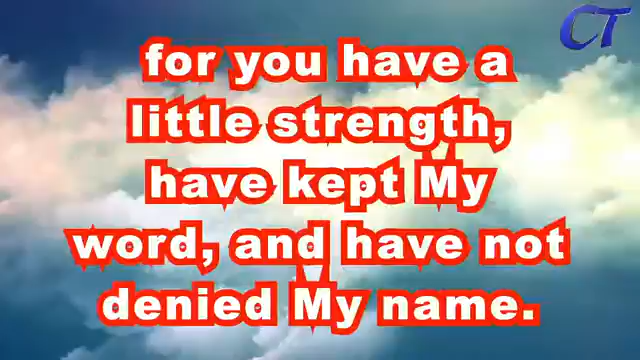 CT
for you have a
little strength,
have kept My
word, and have not
denied My name.